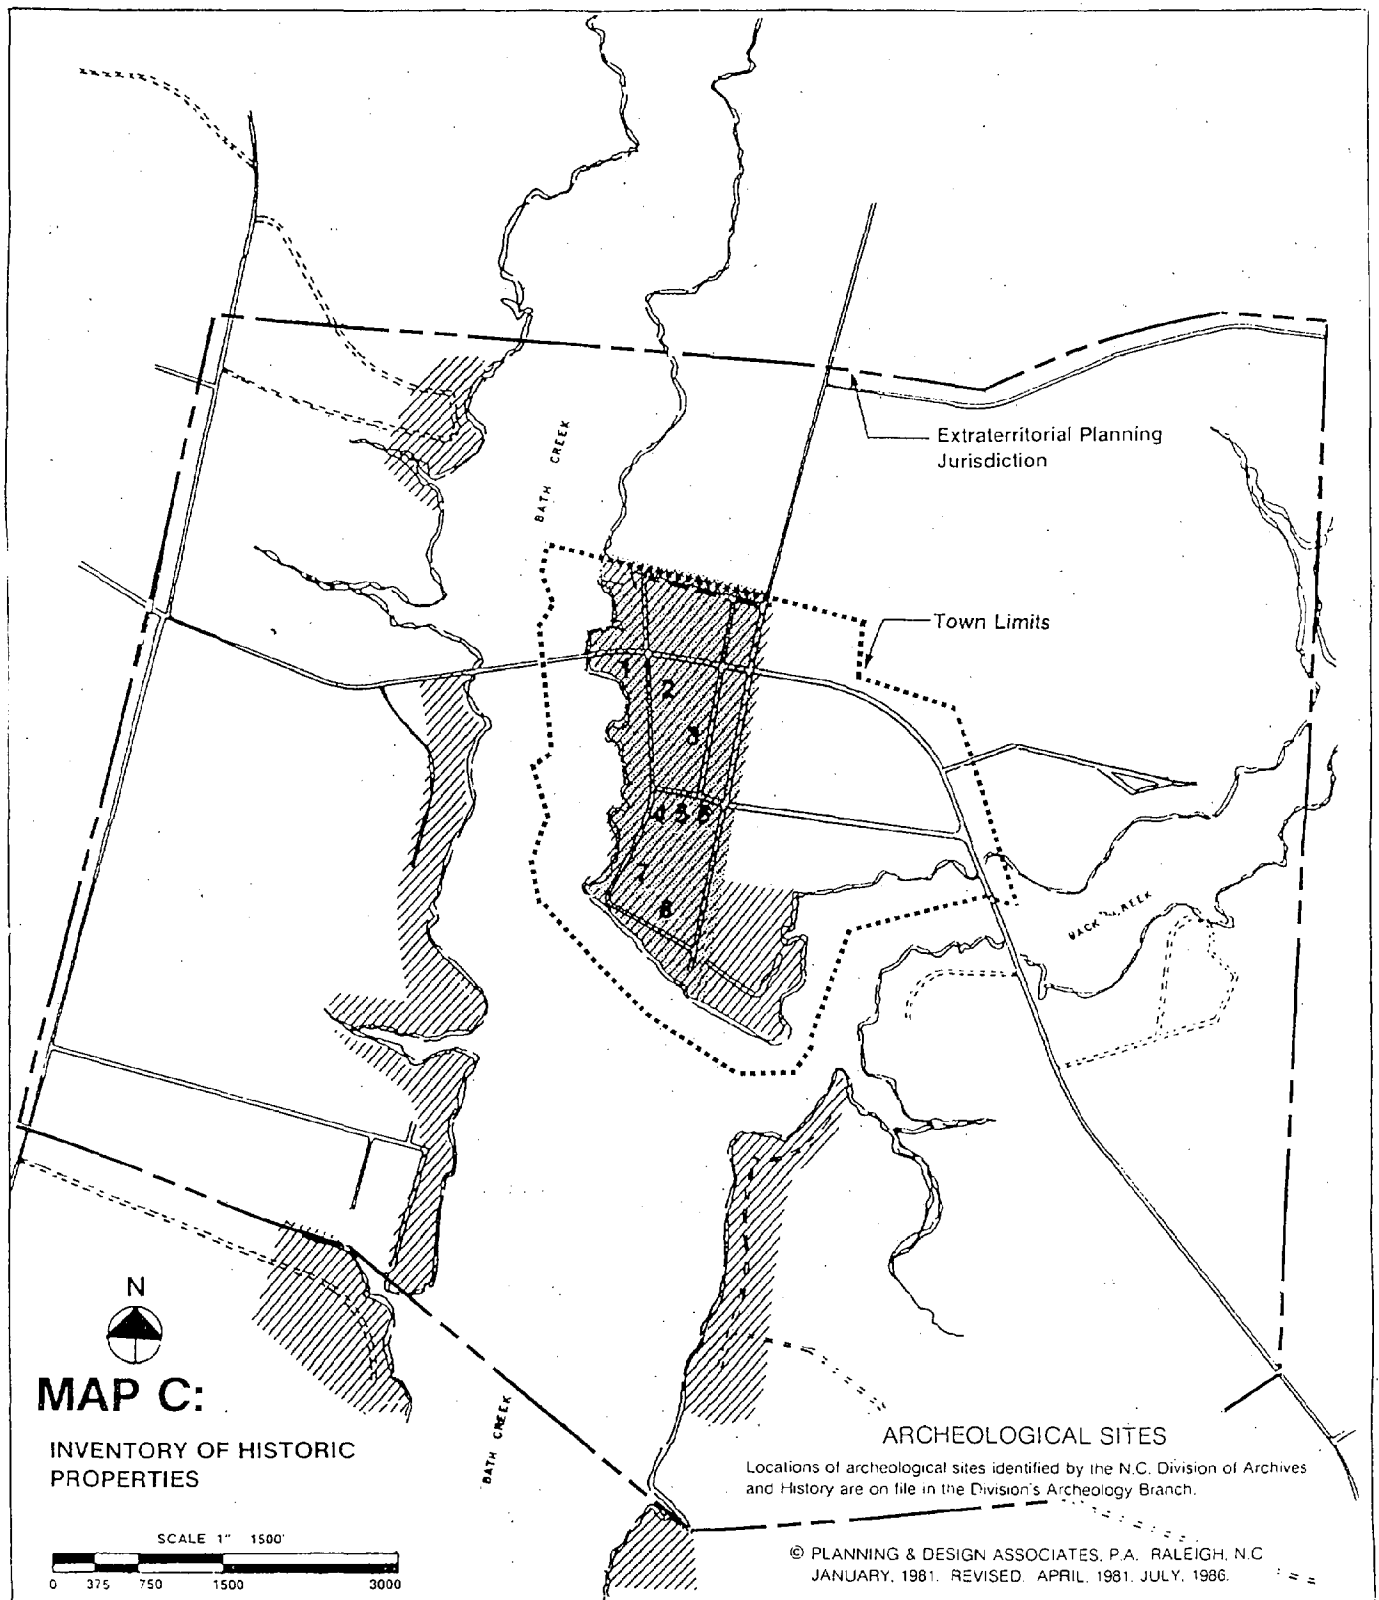 BATH CREEK
Extraterritorial Planning
Jurisdiction
Town Limits
1
2
3
4 5 6
7
8
N
MAP C:
INVENTORY OF HISTORIC
PROPERTIES
BATH CREEK
SCALE 1" 1500'
0 375 750 1500 3000
ARCHEOLOGICAL SITES
Locations of archeological sites identified by the N.C. Division of Archives
and History are on file in the Division's Archeology Branch.
© PLANNING & DESIGN ASSOCIATES, P.A. RALEIGH, N.C
JANUARY, 1981. REVISED. APRIL, 1981. JULY, 1986.